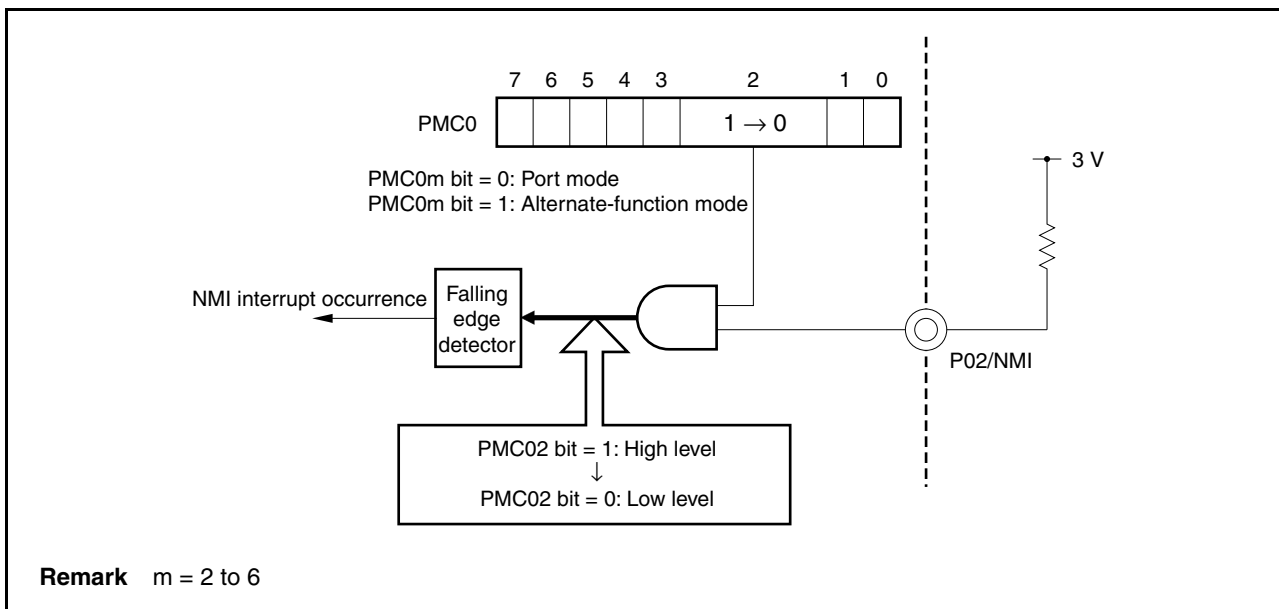 7 6 5 4 3 2 1 0
PMC0 1 → 0
3 V
PMC0m bit = 0: Port mode
PMC0m bit = 1: Alternate-function mode
NMI interrupt occurrence
Falling
edge
detector
P02/NMI
PMC02 bit = 1: High level
↓
PMC02 bit = 0: Low level
Remark m = 2 to 6